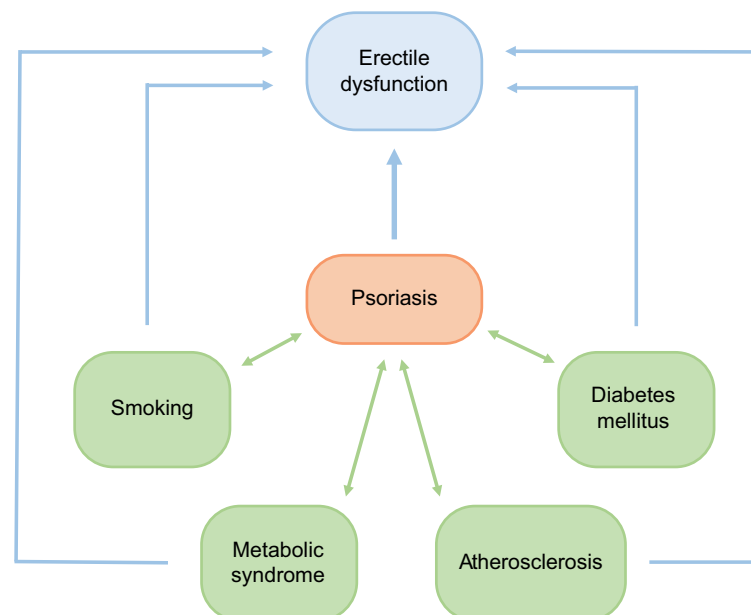 Erectile
dysfunction
Psoriasis
Smoking
Diabetes
mellitus
Metabolic
syndrome
Atherosclerosis